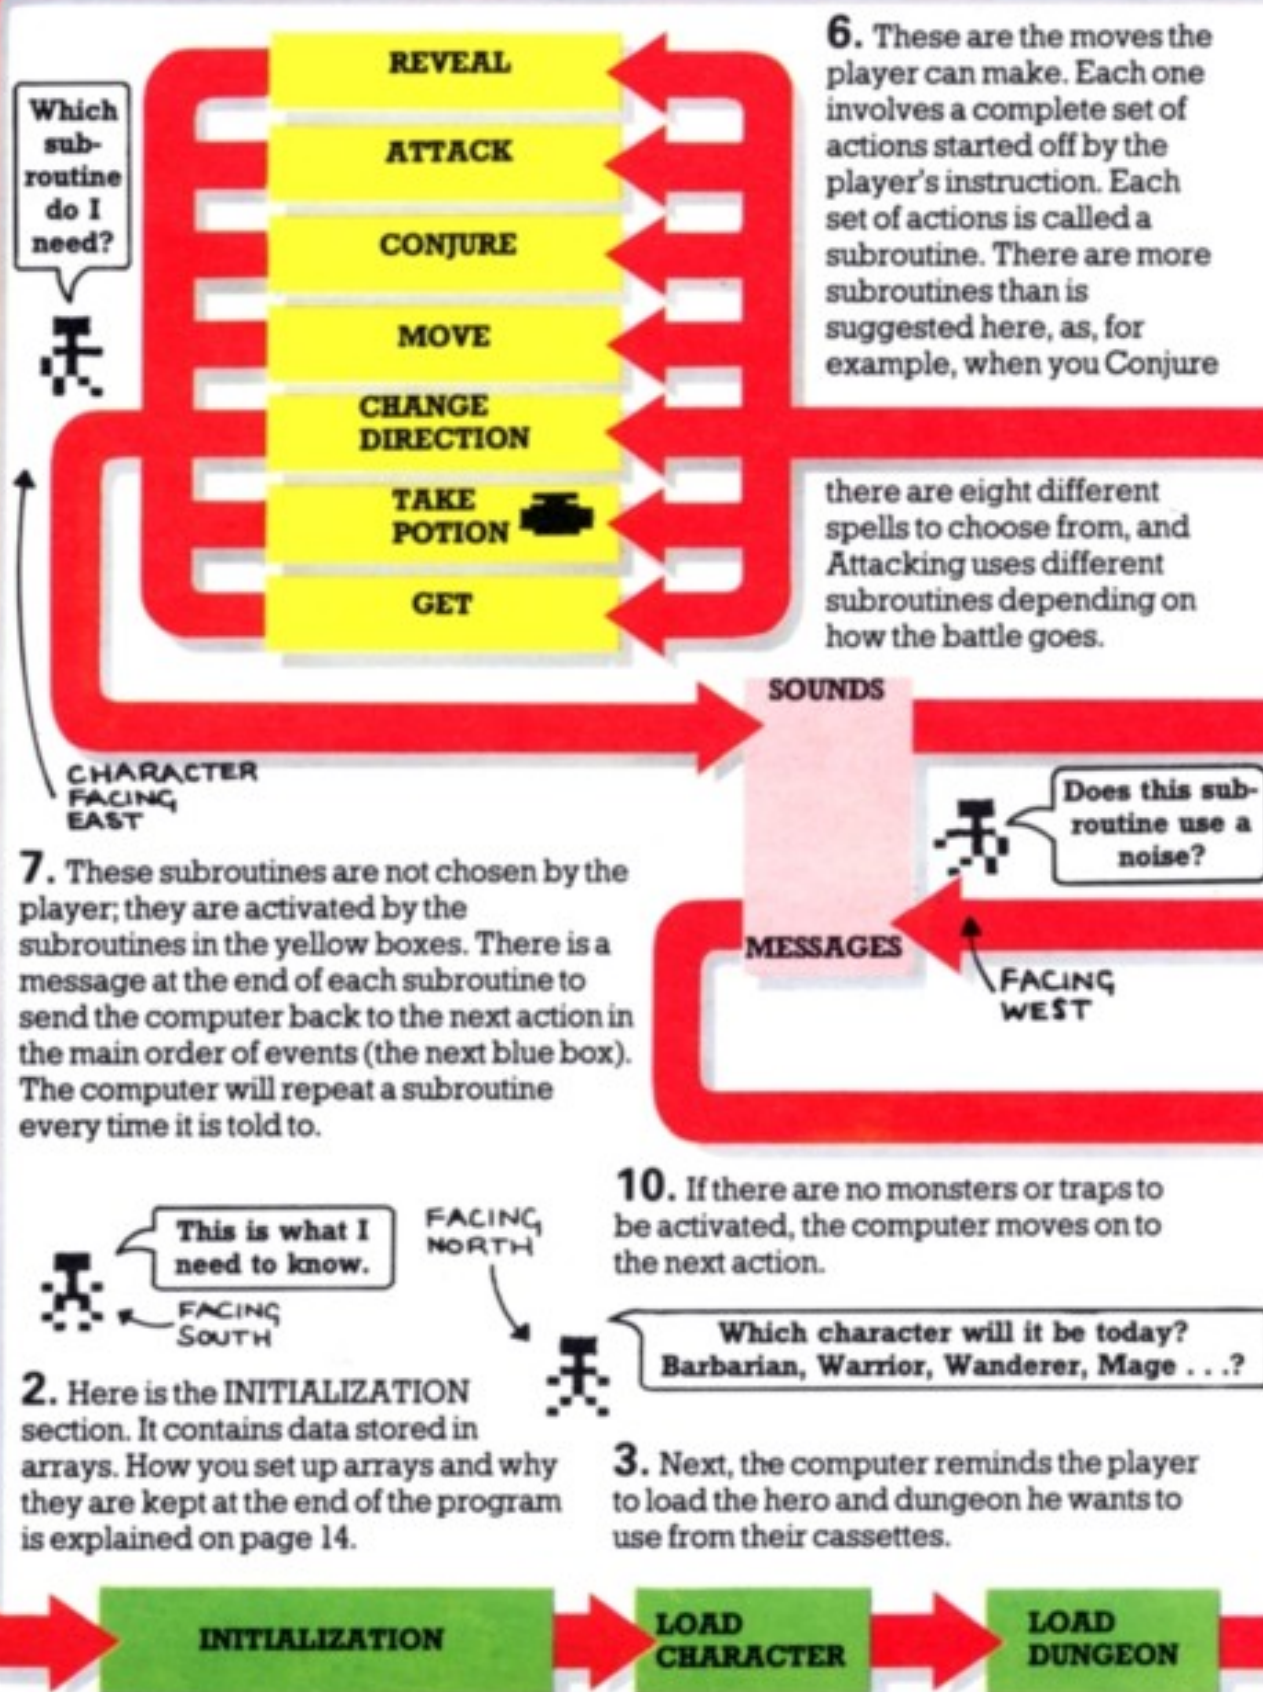 REVEAL
ATTACK
CONJURE
MOVE
CHANGE
DIRECTION
TAKE
POTION
GET
Which
sub-
routine
do I
need?
6. These are the moves the
player can make. Each one
involves a complete set of
actions started off by the
player's instruction. Each
set of actions is called a
subroutine. There are more
subroutines than is
suggested here, as, for
example, when you Conjure
there are eight different
spells to choose from, and
Attacking uses different
subroutines depending on
how the battle goes.
CHARACTER
FACING
EAST
SOUNDS
Does this sub-
routine use a
noise?
MESSAGES
FACING
WEST
7. These subroutines are not chosen by the
player; they are activated by the
subroutines in the yellow boxes. There is a
message at the end of each subroutine to
send the computer back to the next action in
the main order of events (the next blue box).
The computer will repeat a subroutine
every time it is told to.
10. If there are no monsters or traps to
be activated, the computer moves on to
the next action.
This is what I
need to know.
FACING
SOUTH
FACING
NORTH
Which character will it be today?
Barbarian, Warrior, Wanderer, Mage . . .?
2. Here is the INITIALIZATION
section. It contains data stored in
arrays. How you set up arrays and why
they are kept at the end of the program
is explained on page 14.
3. Next, the computer reminds the player
to load the hero and dungeon he wants to
use from their cassettes.
INITIALIZATION
LOAD
CHARACTER
LOAD
DUNGEON